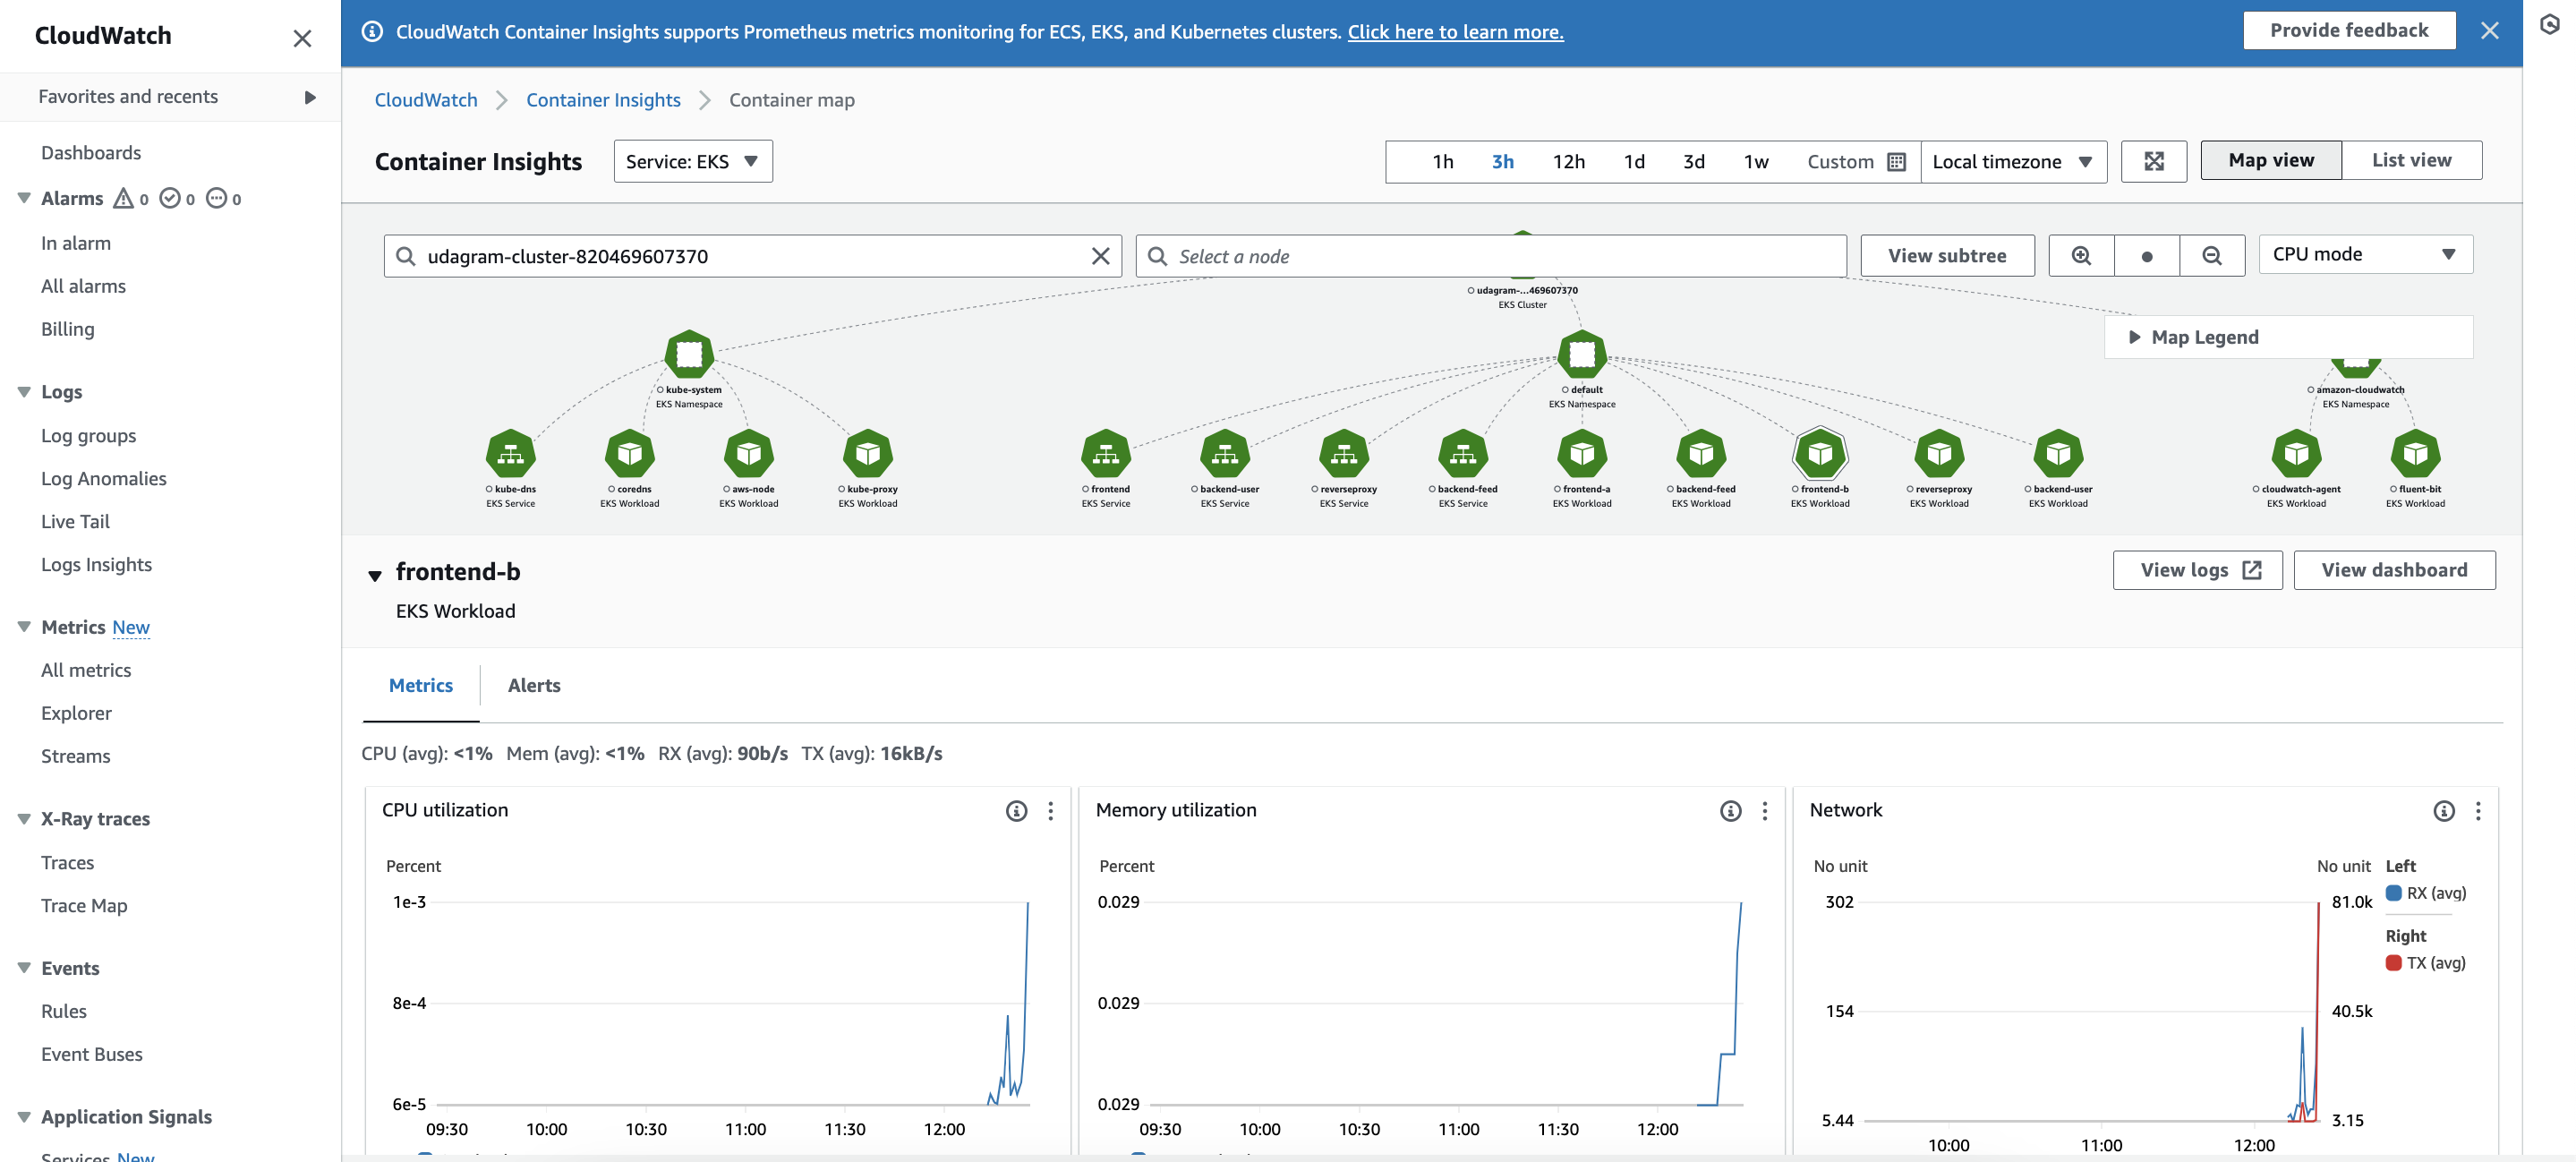 CloudWatch
Favorites and recents
Dashboards
Alarms 0 0 0
In alarm
All alarms
Billing
Logs
Log groups
Log Anomalies
Live Tail
Logs Insights
Metrics New
All metrics
Explorer
Streams
X-Ray traces
Traces
Trace Map
Events
Rules
Event Buses
Application Signals
Services New
CloudWatch Container Insights supports Prometheus metrics monitoring for ECS, EKS, and Kubernetes clusters. Click here to learn more.
Provide feedback
CloudWatch Container Insights Container map
Container Insights Service: EKS
1h 3h 12h 1d 3d 1w Custom Local timezone Map view List view
udagram-cluster-820469607370 Select a node View subtree CPU mode
udagram-...469607370
EKS Cluster
Map Legend
kube-system
EKS Namespace
default
EKS Namespace
amazon-cloudwatch
EKS Namespace
kube-dns
EKS Service
coredns
EKS Workload
aws-node
EKS Workload
kube-proxy
EKS Workload
frontend
EKS Service
backend-user
EKS Service
reverseproxy
EKS Service
backend-feed
EKS Service
frontend-a
EKS Workload
backend-feed
EKS Workload
frontend-b
EKS Workload
reverseproxy
EKS Workload
backend-user
EKS Workload
cloudwatch-agent
EKS Workload
fluent-bit
EKS Workload
frontend-b
EKS Workload
View logs View dashboard
Metrics Alerts
CPU (avg): <1% Mem (avg): <1% RX (avg): 90b/s TX (avg): 16kB/s
CPU utilization
Percent
1e-3
8e-4
6e-5
09:30 10:00 10:30 11:00 11:30 12:00
Memory utilization
Percent
0.029
0.029
0.029
09:30 10:00 10:30 11:00 11:30 12:00
Network
No unit No unit
302 81.0k
154 40.5k
5.44 3.15
10:00 11:00 12:00
Left
RX (avg)
Right
TX (avg)